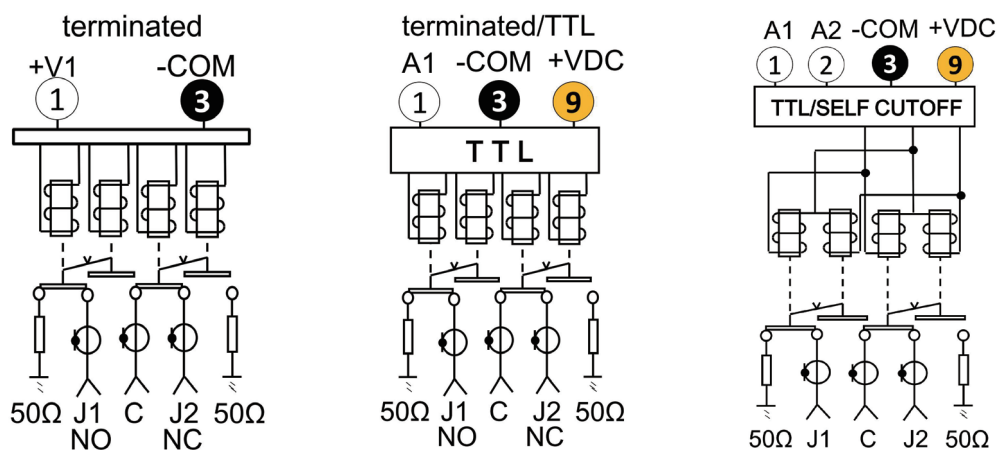 terminated
+V1 -COM
1 3
50Ω J1 C J2 50Ω
NO NC
terminated/TTL
A1 -COM +VDC
1 3 9
TTL
50Ω J1 C J2 50Ω
NO NC
A1 A2 -COM +VDC
1 2 3 9
TTL/SELF CUTOFF
50Ω J1 C J2 50Ω